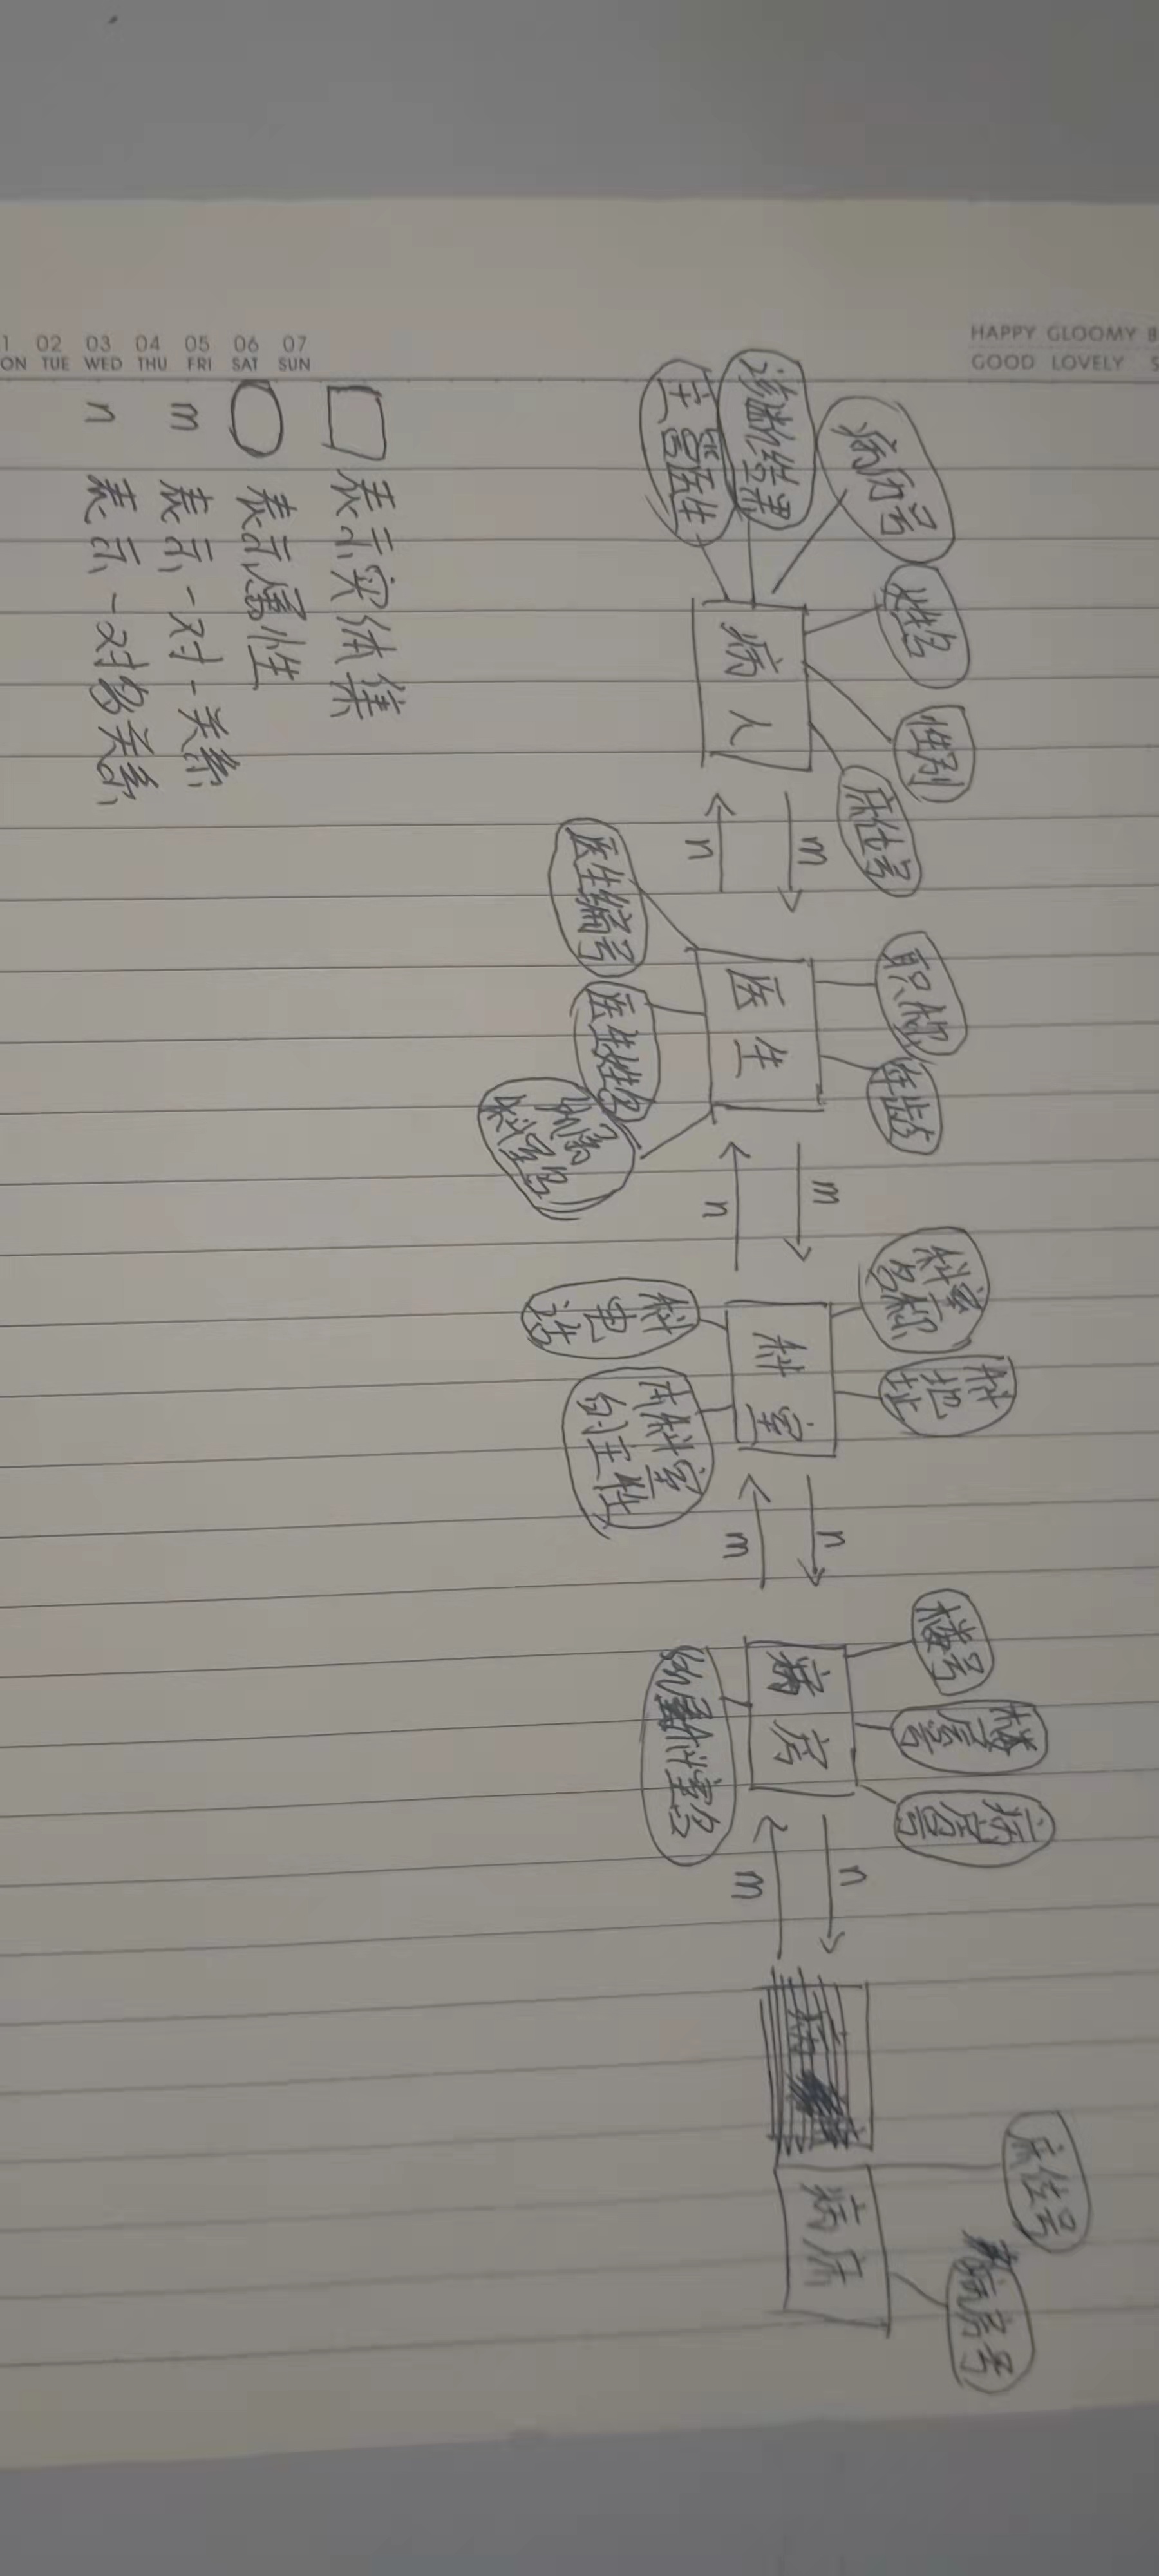 HAPPY GLOOMY B
GOOD LOVELY S
床位号
病房号
楼号
楼层号
病房号
科室
名称
科地址
职称
年龄
病历号
姓名
性别
床位号
诊断结果
主管医生
病人
m
n
医生
m
n
科室
n
m
病房
n
m
病床
医生编号
医生姓名
所属
科室名
科电话
本科室
的主性
所属科室名
表示实体集
表示属性
m 表示一对一关系
n 表示一对多关系
07 SUN
06 SAT
05 FRI
04 THU
03 WED
02 TUE
1 ON